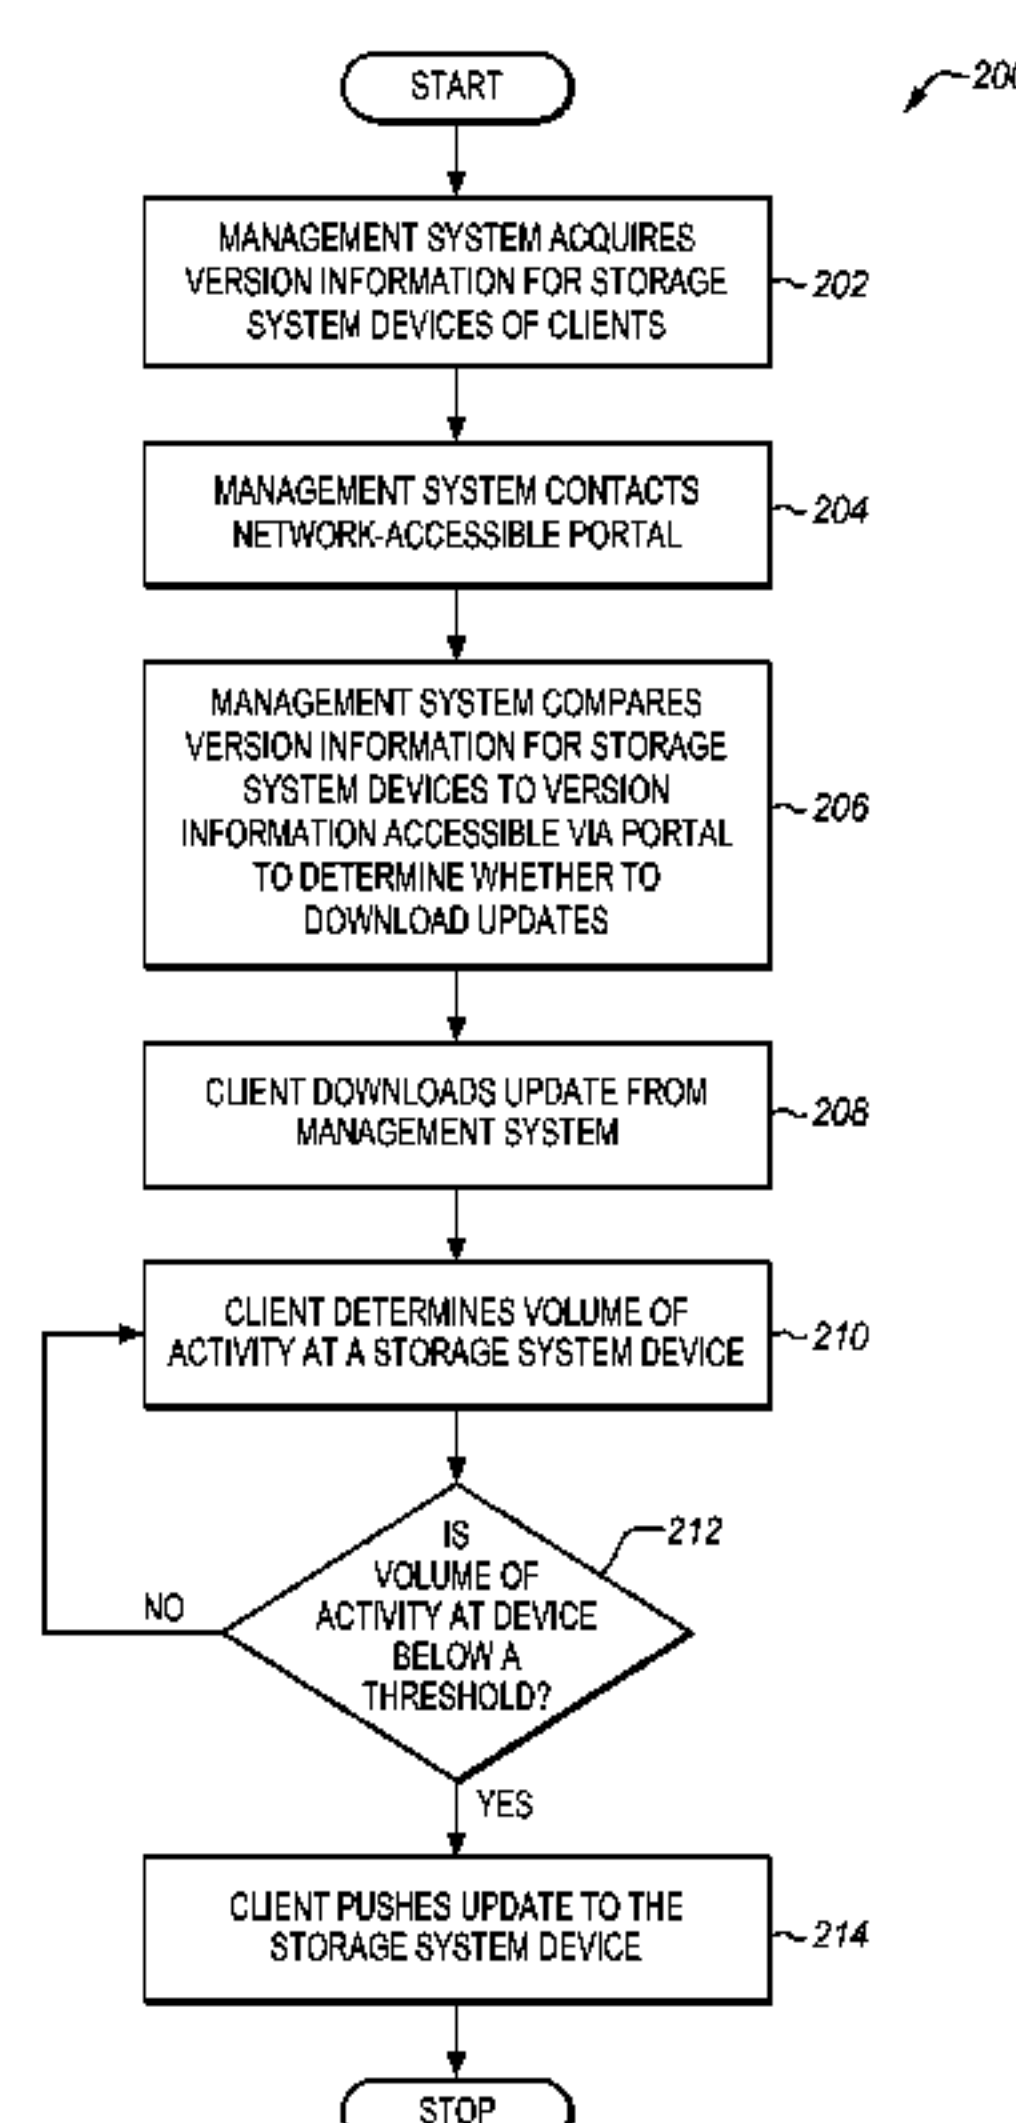 START
200
MANAGEMENT SYSTEM ACQUIRES
VERSION INFORMATION FOR STORAGE
SYSTEM DEVICES OF CLIENTS
202
MANAGEMENT SYSTEM CONTACTS
NETWORK-ACCESSIBLE PORTAL
204
MANAGEMENT SYSTEM COMPARES
VERSION INFORMATION FOR STORAGE
SYSTEM DEVICES TO VERSION
INFORMATION ACCESSIBLE VIA PORTAL
TO DETERMINE WHETHER TO
DOWNLOAD UPDATES
206
CLIENT DOWNLOADS UPDATE FROM
MANAGEMENT SYSTEM
208
CLIENT DETERMINES VOLUME OF
ACTIVITY AT A STORAGE SYSTEM DEVICE
210
IS
VOLUME OF
ACTIVITY AT DEVICE
BELOW A
THRESHOLD?
212
NO
YES
CLIENT PUSHES UPDATE TO THE
STORAGE SYSTEM DEVICE
214
STOP